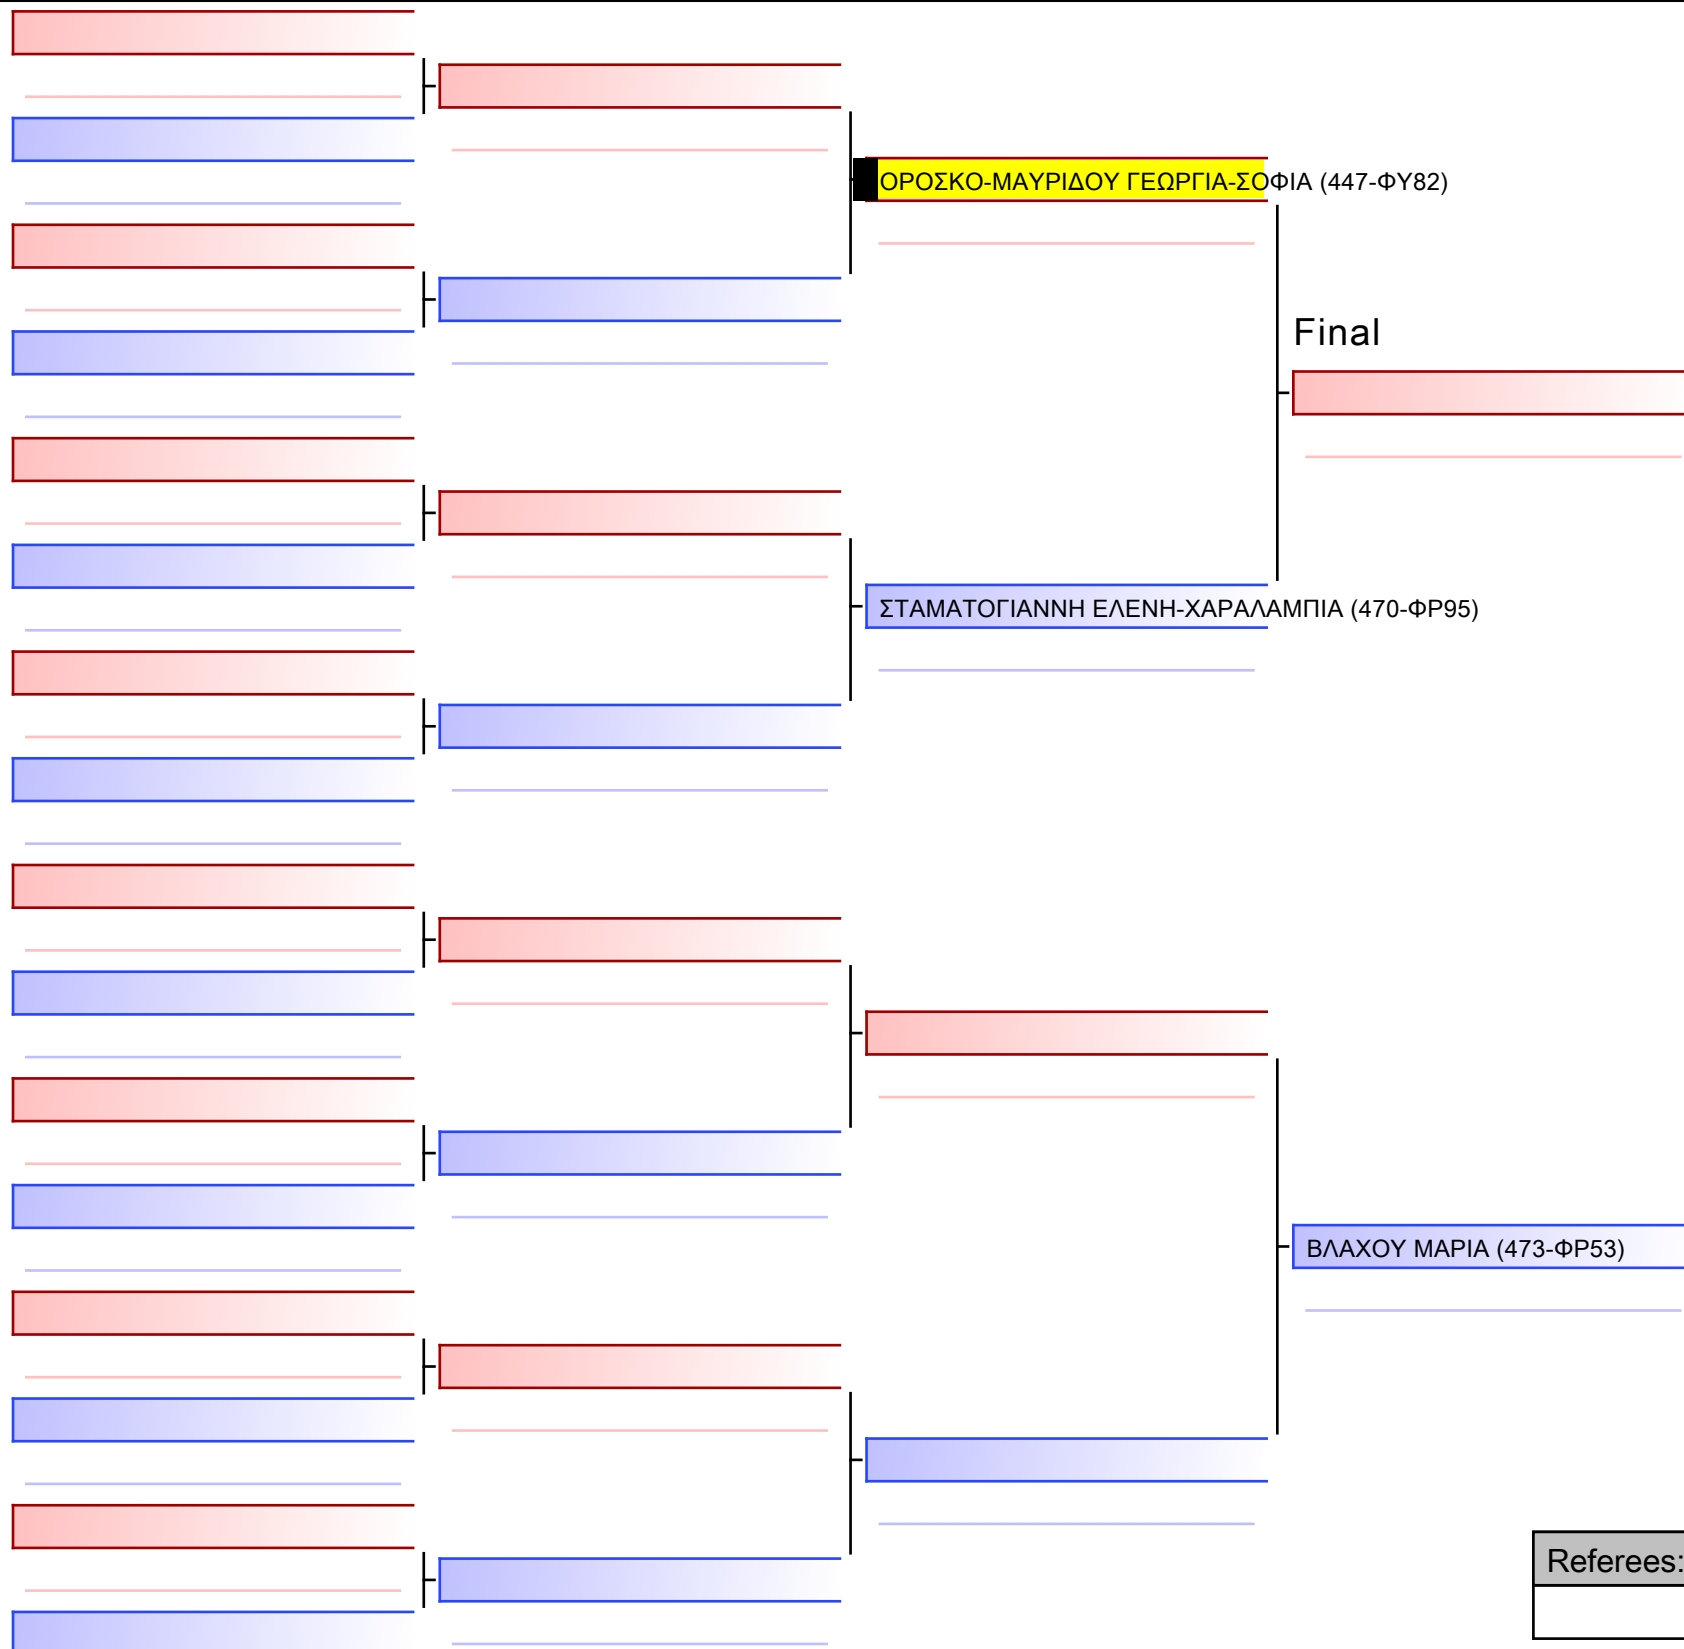 ΟΡΟΣΚΟ-ΜΑΥΡΙΔΟΥ ΓΕΩΡΓΙΑ-ΣΟΦΙΑ (447-ΦΥ82)
Final
ΣΤΑΜΑΤΟΓΙΑΝΝΗ ΕΛΕΝΗ-ΧΑΡΑΛΑΜΠΙΑ (470-ΦΡ95)
ΒΛΑΧΟΥ ΜΑΡΙΑ (473-ΦΡ53)
Referees: